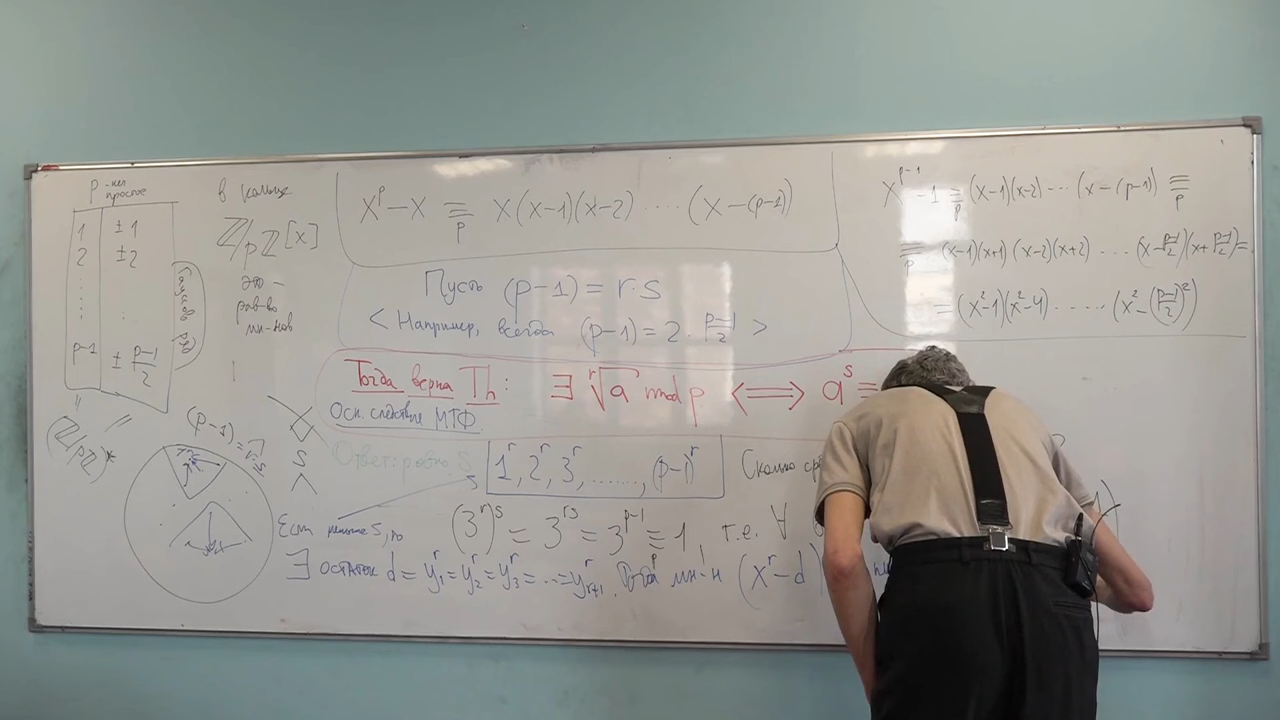 p - неч
простое
1 ± 1
2 ± 2
p-1 ± (p-1)/2
(ℤ/pℤ)*
в кольце
ℤ/pℤ[x]
это -
рав-во
мн-нов
(p-1) = r·s
x^p - x ≡_p x(x-1)(x-2) .... (x-(p-1))
Пусть (p-1) = r·s
< Например, всегда (p-1) = 2 · (p-1)/2 >
Тогда верна Th: ∃ ʳ√a mod p ⟺ a^s ≡
Осн. следствие МТФ.
Ответ: ровно S
1^r, 2^r, 3^r, ......, (p-1)^r Сколько
Если меньше s, то (3^r)^s = 3^rs = 3^(p-1) ≡_p 1 т.е. ∀
∃ остаток d = y₁^r = y₂^r = y₃^r = ... = y_(r+1)^r. Тогда мн-н (x^r - d)
x^(p-1) - 1 ≡_p (x-1)(x-2) ···· (x-(p-1)) ≡_p
≡_p (x-1)(x+1)(x-2)(x+2) ..... (x-(p-1)/2)(x+(p-1)/2) =
= (x²-1)(x²-4) ······ (x²-((p-1)/2)²)